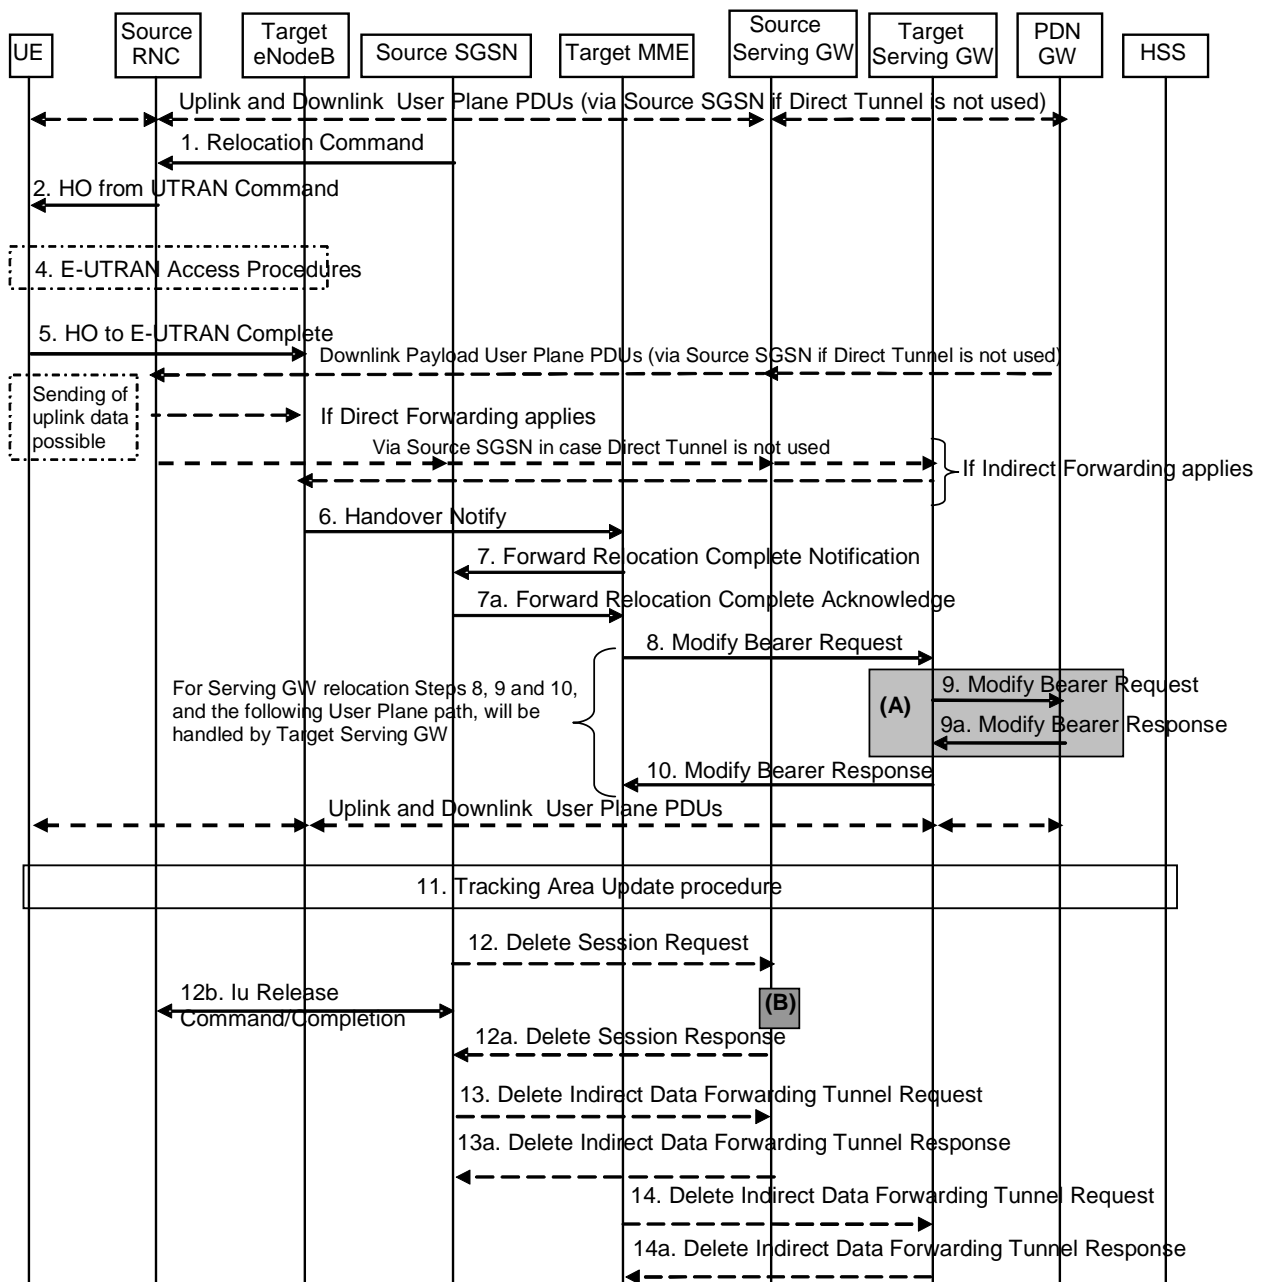 UE
Source
RNC
Target
eNodeB
Source SGSN
Target MME
Source
Serving GW
Target
Serving GW
PDN
GW
HSS
Uplink and Downlink User Plane PDUs (via Source SGSN if Direct Tunnel is not used)
1. Relocation Command
2. HO from UTRAN Command
4. E-UTRAN Access Procedures
5. HO to E-UTRAN Complete
Downlink Payload User Plane PDUs (via Source SGSN if Direct Tunnel is not used)
Sending of
uplink data
possible
If Direct Forwarding applies
Via Source SGSN in case Direct Tunnel is not used
If Indirect Forwarding applies
6. Handover Notify
7. Forward Relocation Complete Notification
7a. Forward Relocation Complete Acknowledge
8. Modify Bearer Request
For Serving GW relocation Steps 8, 9 and 10,
and the following User Plane path, will be
handled by Target Serving GW
(A)
9. Modify Bearer Request
9a. Modify Bearer Response
10. Modify Bearer Response
Uplink and Downlink User Plane PDUs
11. Tracking Area Update procedure
12. Delete Session Request
12b. Iu Release
Command/Completion
(B)
12a. Delete Session Response
13. Delete Indirect Data Forwarding Tunnel Request
13a. Delete Indirect Data Forwarding Tunnel Response
14. Delete Indirect Data Forwarding Tunnel Request
14a. Delete Indirect Data Forwarding Tunnel Response